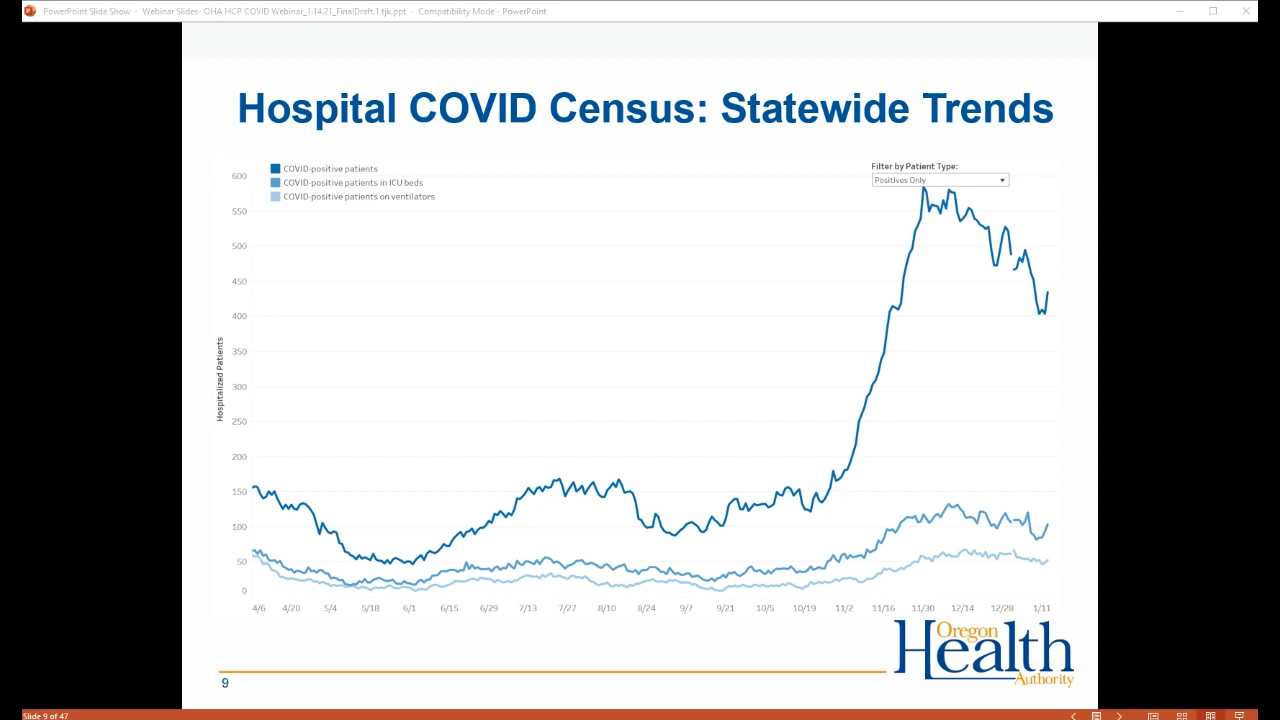 PowerPoint Slide Show - Webinar Slides- OHA HCP COVID Webinar_1.14.21_FinalDraft.1 tjk.ppt - Compatibility Mode - PowerPoint
Hospital COVID Census: Statewide Trends
COVID-positive patients
COVID-positive patients in ICU beds
COVID-positive patients on ventilators
Filter by Patient Type:
Positives Only
Hospitalized Patients
600
550
500
450
400
350
300
250
200
150
100
50
0
4/6 4/20 5/4 5/18 6/1 6/15 6/29 7/13 7/27 8/10 8/24 9/7 9/21 10/5 10/19 11/2 11/16 11/30 12/14 12/28 1/11
Oregon
Health
Authority
9
Slide 9 of 47